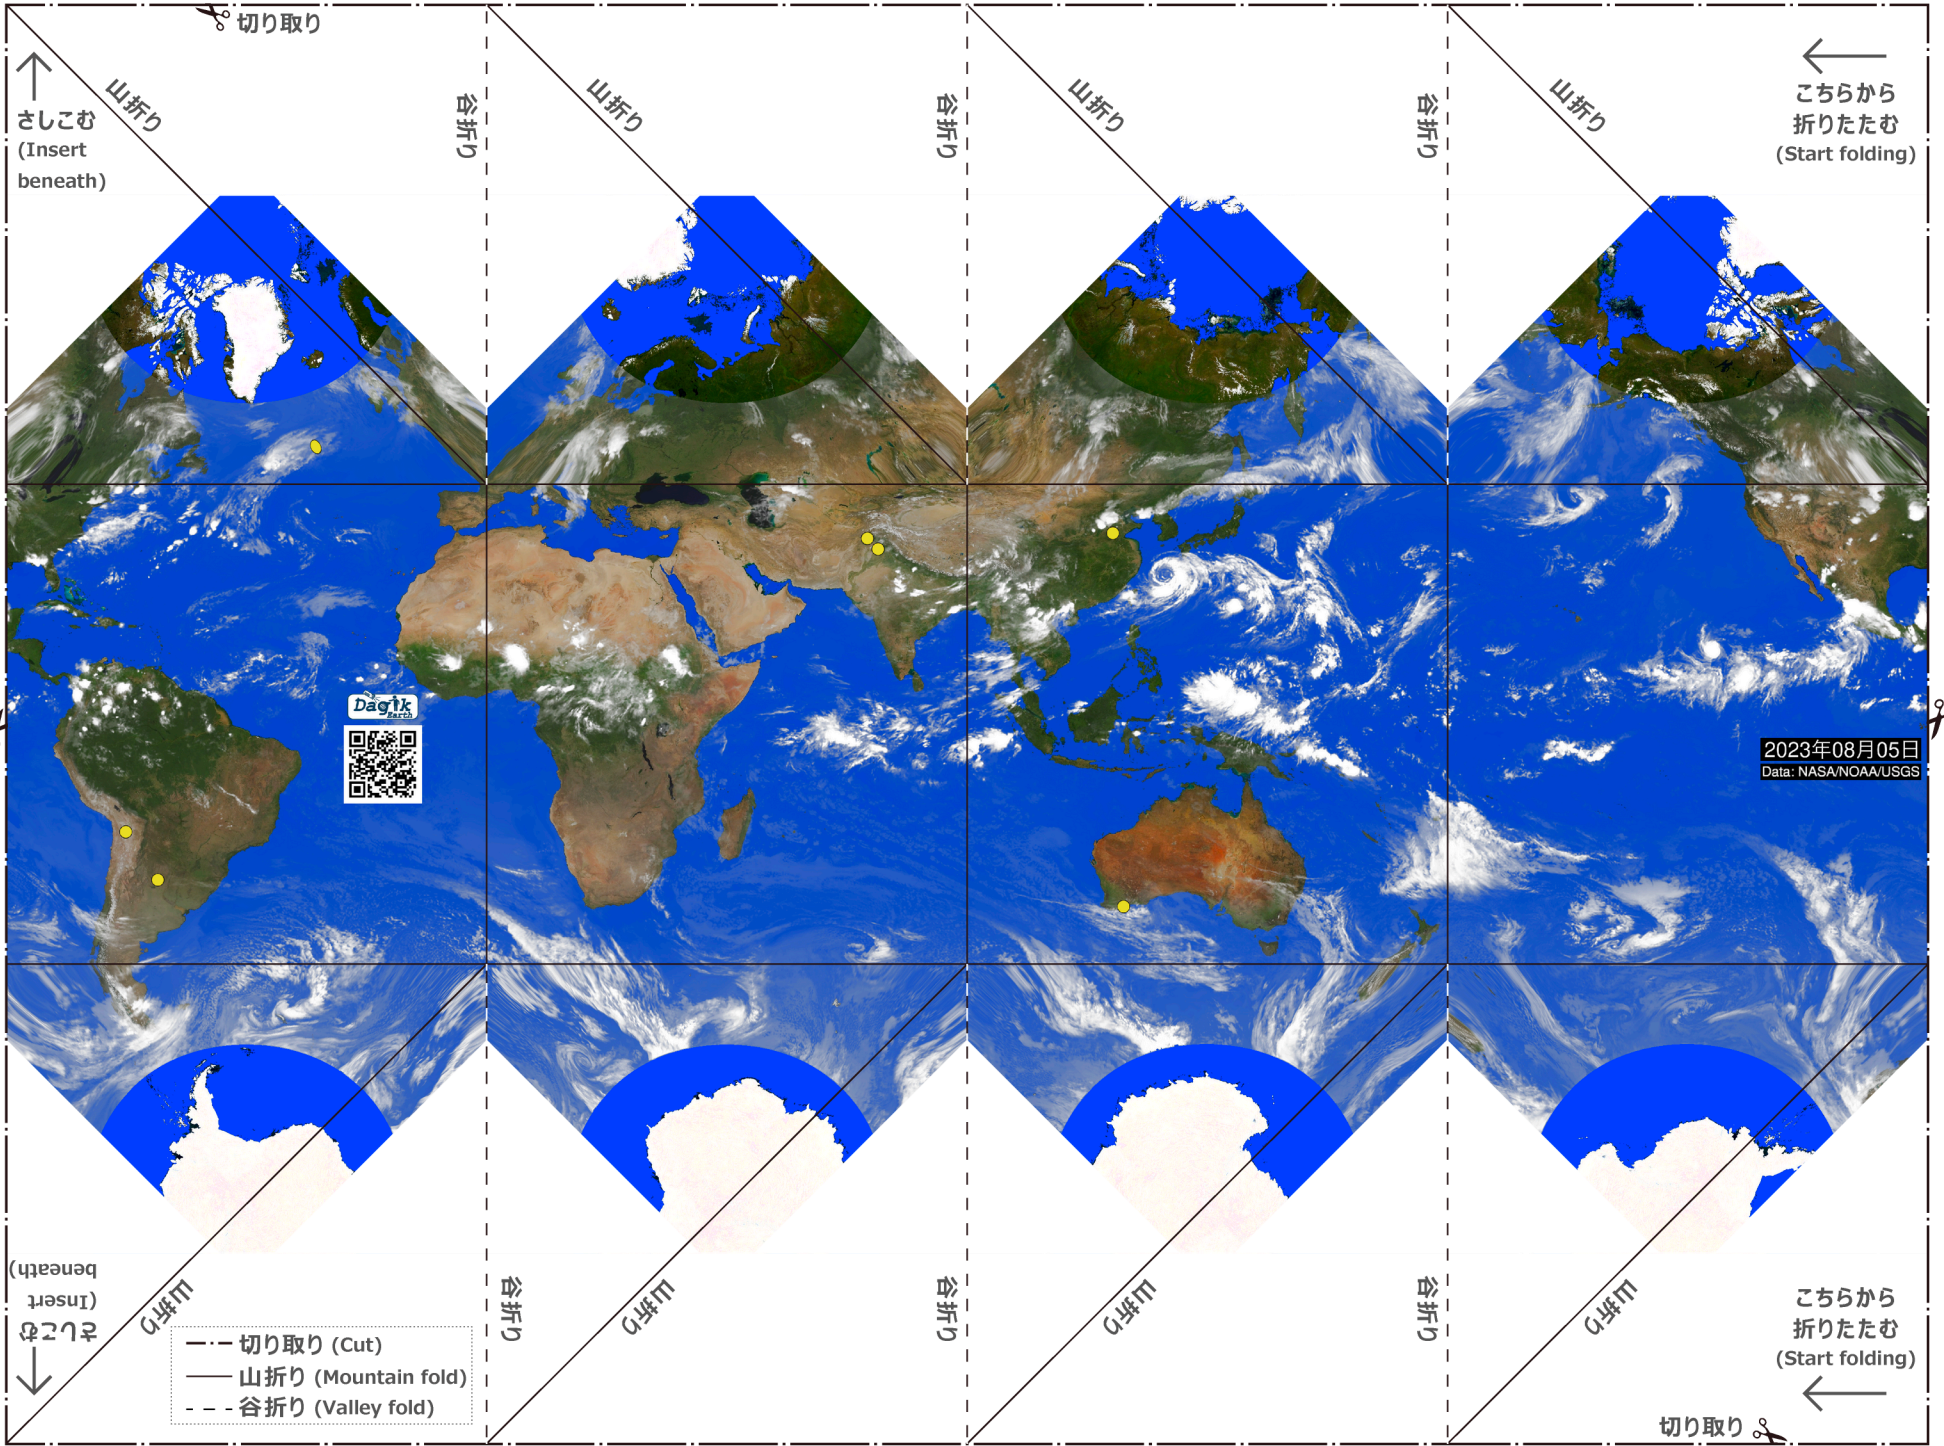 切り取り
山折り
谷折り
山折り
谷折り
山折り
谷折り
山折り
さしこむ
(Insert
beneath)
こちらから
折りたたむ
(Start folding)
Dagik
Earth
2023年08月05日
Data: NASA/NOAA/USGS
さしこむ
(Insert
beneath)
山折り
谷折り
山折り
谷折り
山折り
谷折り
山折り
こちらから
折りたたむ
(Start folding)
切り取り (Cut)
山折り (Mountain fold)
谷折り (Valley fold)
切り取り